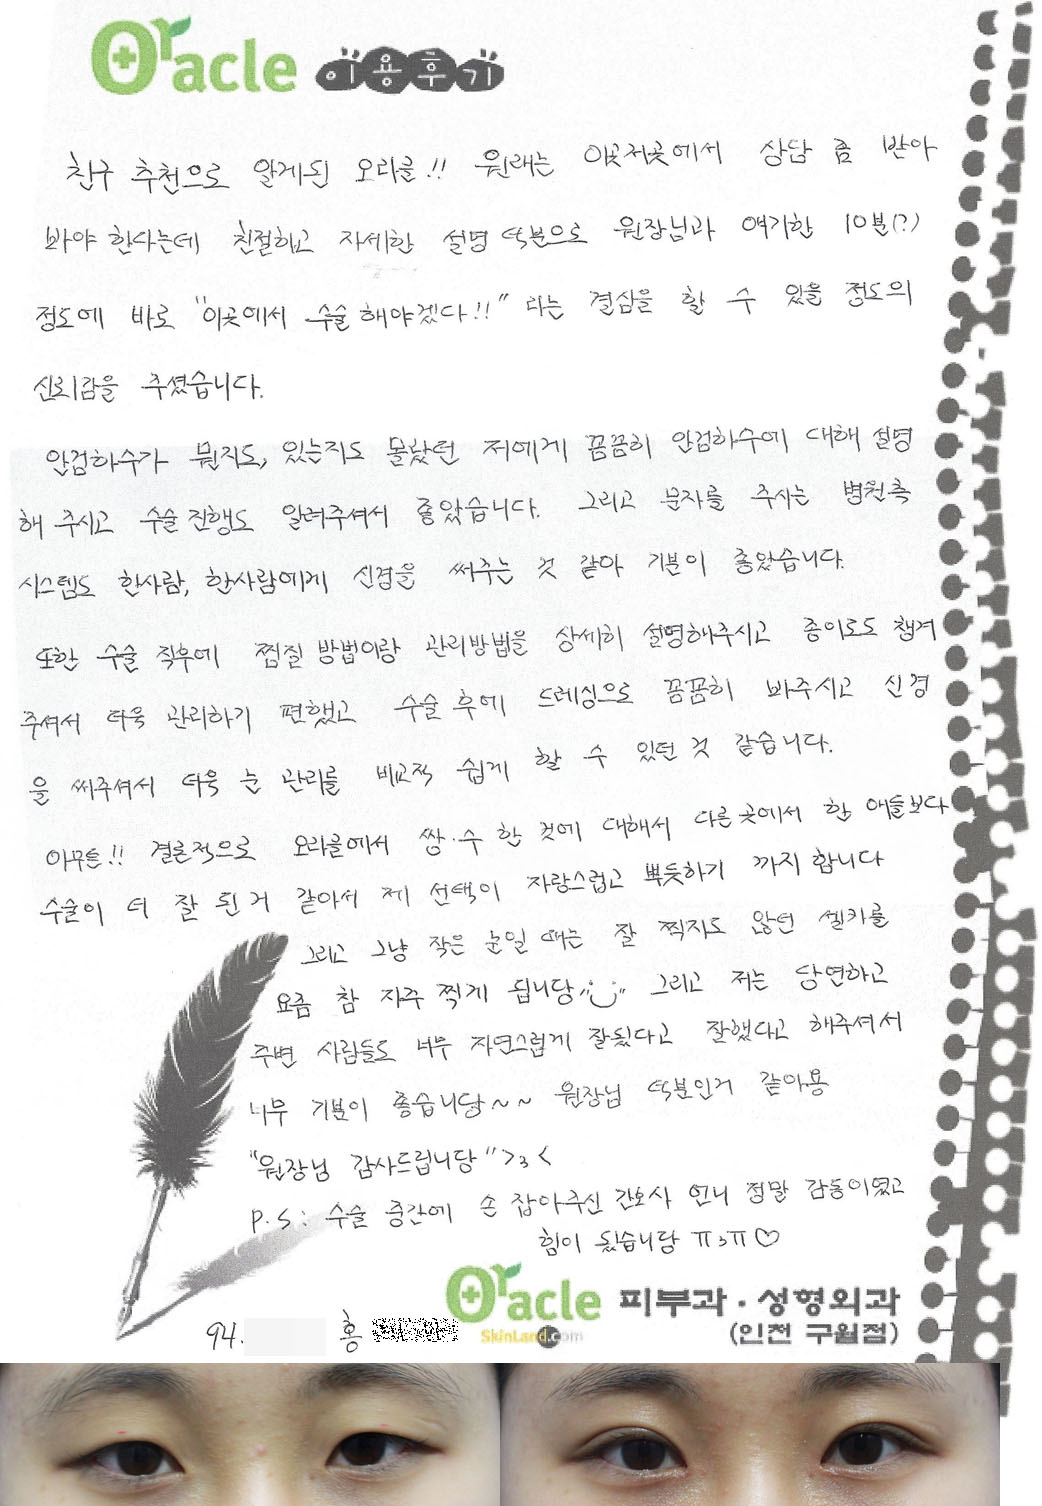 Oracle 이용후기
친구 추천으로 알게된 오라클!! 원래는 이곳저곳에서 상담 좀 받아
봐야 한다는데 친절하고 자세한 설명 덕분으로 원장님과 얘기한 10분(?)
정도에 바로 "이곳에서 수술해야겠다!!" 라는 결심을 할 수 있을 정도의
신뢰감을 주셨습니다.
안검하수가 뭔지도, 있는지도 몰랐던 저에게 꼼꼼히 안검하수에 대해 설명
해 주시고 수술진행도 알려주셔서 좋았습니다. 그리고 문자를 주시는 병원측
시스템도 한사람, 한사람에게 신경을 써주는 것 같아 기분이 좋았습니다.
또한 수술 직후에 찜질 방법이랑 관리방법을 상세히 설명해주시고 종이로도 챙겨
주셔서 더욱 관리하기 편했고 수술 후에 드레싱으로 꼼꼼히 봐주시고 신경
을 써주셔서 더욱 눈 관리를 비교적 쉽게 할 수 있던 것 같습니다.
아무튼!! 결론적으로 오라클에서 쌍·수 한 것에 대해서 다른곳에서 한 애들보다
수술이 더 잘 된거 같아서 제 선택이 자랑스럽고 뿌듯하기 까지합니다
그리고 그냥 작은 눈일 때는 잘 찍지도 않던 셀카를
요즘 참 자주 찍게 됩니당 그리고 저는 당연하고
주변 사람들도 너무 자연스럽게 잘됬다고 잘했다고 해주셔서
너무 기분이 좋습니당~~ 원장님 덕분인거 같아용
"원장님 감사드립니당" >3<
P.S: 수술 중간에 손 잡아주신 간호사 언니 정말 감동이였고
힘이 됬습니당 ㅠ3ㅠ♡
94. 홍
Oracle 피부과·성형외과
SkinLand.com (인천 구월점)